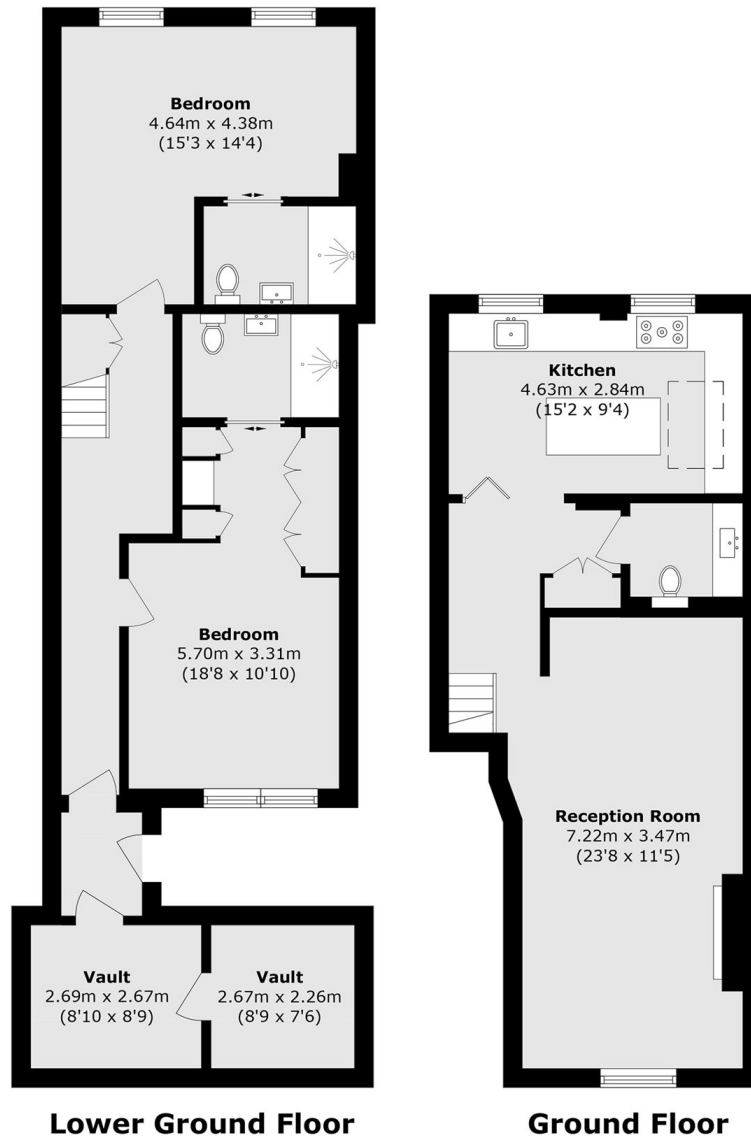 Bedroom
4.64m x 4.38m
(15'3 x 14'4)
Kitchen
4.63m x 2.84m
(15'2 x 9'4)
Bedroom
5.70m x 3.31m
(18'8 x 10'10)
Reception Room
7.22m x 3.47m
(23'8 x 11'5)
Vault
2.69m x 2.67m
(8'10 x 8'9)
Vault
2.67m x 2.26m
(8'9 x 7'6)
Lower Ground Floor
Ground Floor